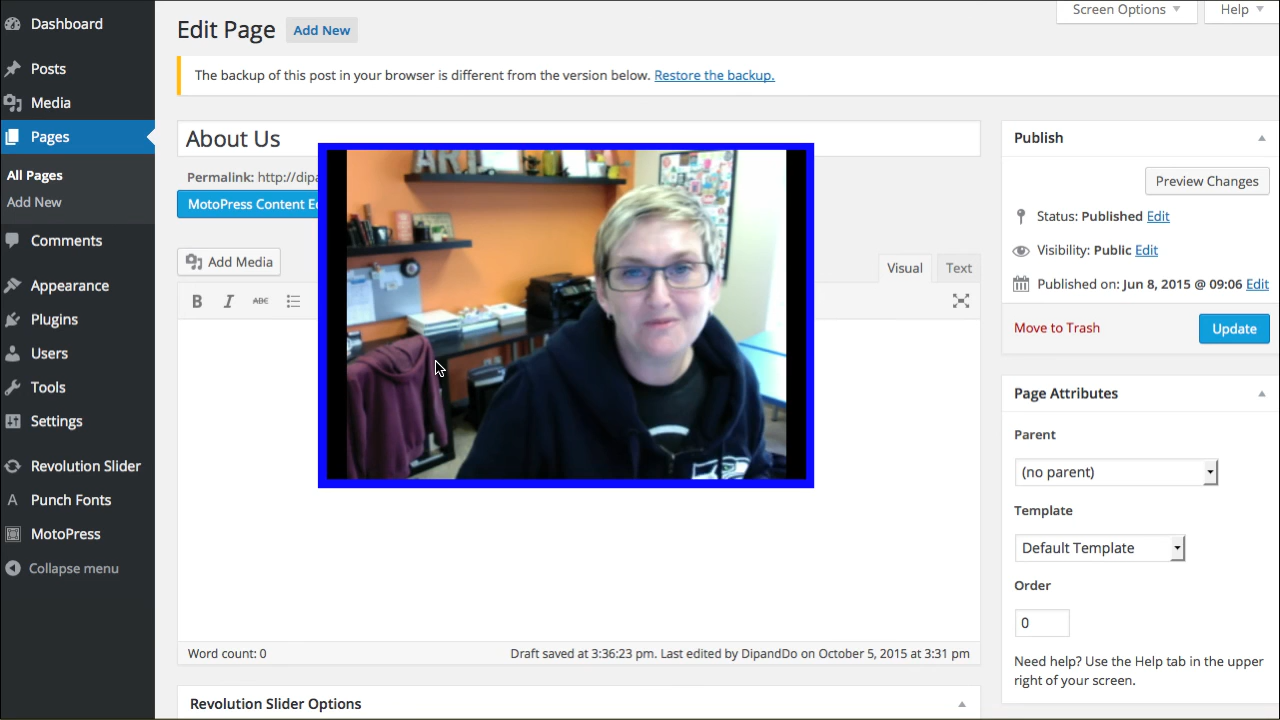 Dashboard
Posts
Media
Pages
All Pages
Add New
Comments
Appearance
Plugins
Users
Tools
Settings
Revolution Slider
Punch Fonts
MotoPress
Collapse menu
Screen Options
Help
Edit Page
Add New
The backup of this post in your browser is different from the version below. Restore the backup.
About Us
Permalink: http://dipa
MotoPress Content Ed
Add Media
Visual
Text
B
I
ABC
ART
Word count: 0
Draft saved at 3:36:23 pm. Last edited by DipandDo on October 5, 2015 at 3:31 pm
Revolution Slider Options
Publish
Preview Changes
Status: Published Edit
Visibility: Public Edit
Published on: Jun 8, 2015 @ 09:06 Edit
Move to Trash
Update
Page Attributes
Parent
(no parent)
Template
Default Template
Order
0
Need help? Use the Help tab in the upper
right of your screen.